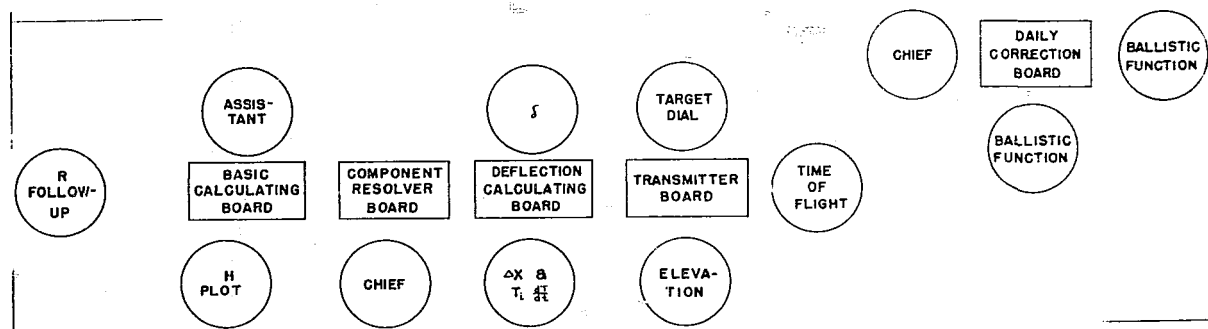 CHIEF
DAILY
CORRECTION
BOARD
BALLISTIC
FUNCTION
ASSIS-
TANT
δ
TARGET
DIAL
BALLISTIC
FUNCTION
R
FOLLOW-
UP
BASIC
CALCULATING
BOARD
COMPONENT
RESOLVER
BOARD
DEFLECTION
CALCULATING
BOARD
TRANSMITTER
BOARD
TIME
OF
FLIGHT
H
PLOT
CHIEF
ΔX &
Tᵢ dT/dt
ELEVA-
TION